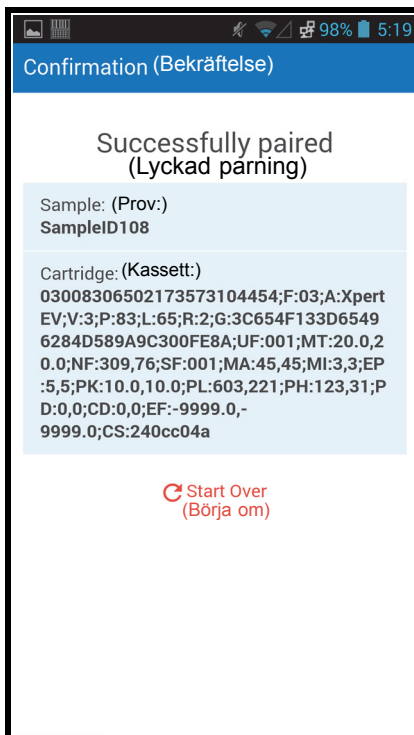 98% 5:19
Confirmation (Bekräftelse)
Successfully paired
(Lyckad parning)
Sample: (Prov:)
SampleID108
Cartridge: (Kassett:)
03008306502173573104454;F:03;A:Xpert
EV;V:3;P:83;L:65;R:2;G:3C654F133D6549
6284D589A9C300FE8A;UF:001;MT:20.0,2
0.0;NF:309,76;SF:001;MA:45,45;MI:3,3;EP
:5,5;PK:10.0,10.0;PL:603,221;PH:123,31;P
D:0,0;CD:0,0;EF:-9999.0,-
9999.0;CS:240cc04a
Start Over
(Börja om)